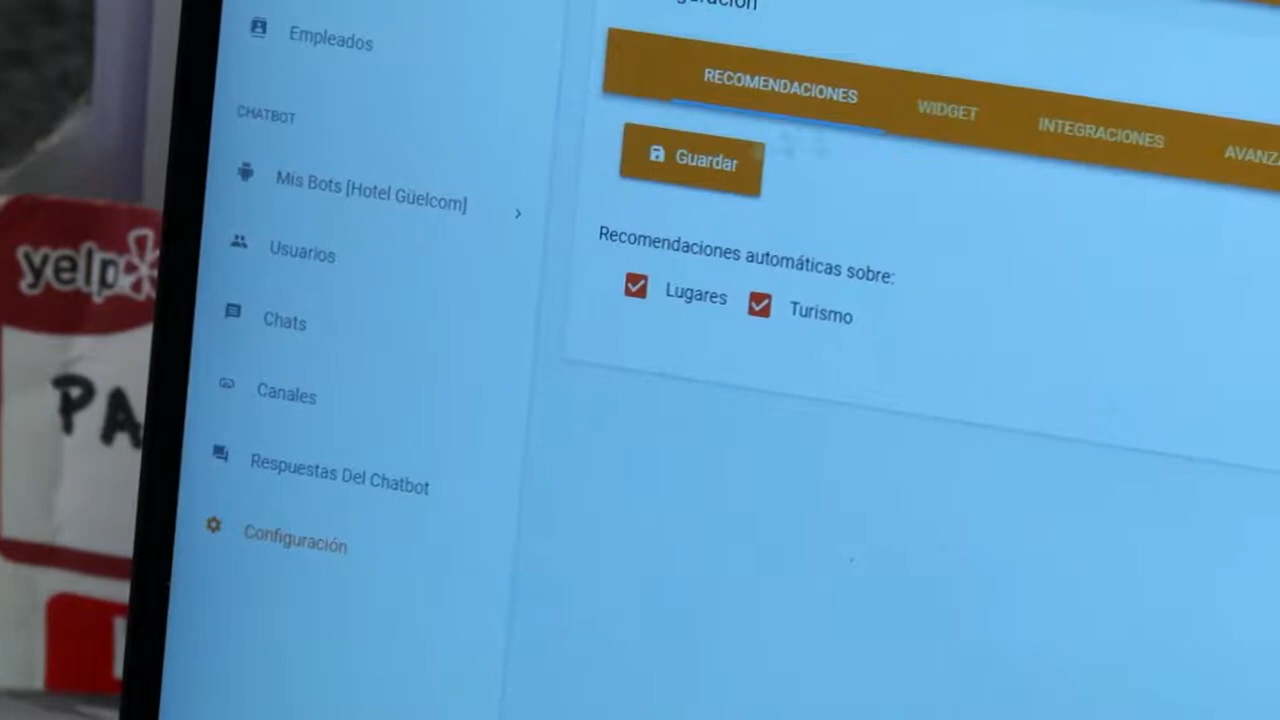 Empleados
CHATBOT
Mis Bots [Hotel Güelcom]
Usuarios
Chats
Canales
Respuestas Del Chatbot
Configuración
RECOMENDACIONES
WIDGET
INTEGRACIONES
Guardar
Recomendaciones automáticas sobre:
Lugares
Turismo
yelp
PA